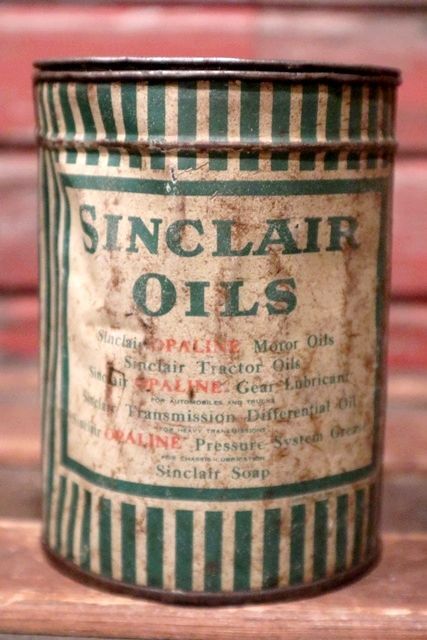 SINCLAIR
OILS
Sinclair OPALINE Motor Oils
Sinclair Tractor Oils
Sinclair OPALINE Gear Lubricant
FOR AUTOMOBILES AND TRUCKS
Sinclair Transmission Differential Oil
FOR HEAVY TRANSMISSIONS
Sinclair OPALINE Pressure System Grease
FOR CHASSIS LUBRICATION
Sinclair Soap